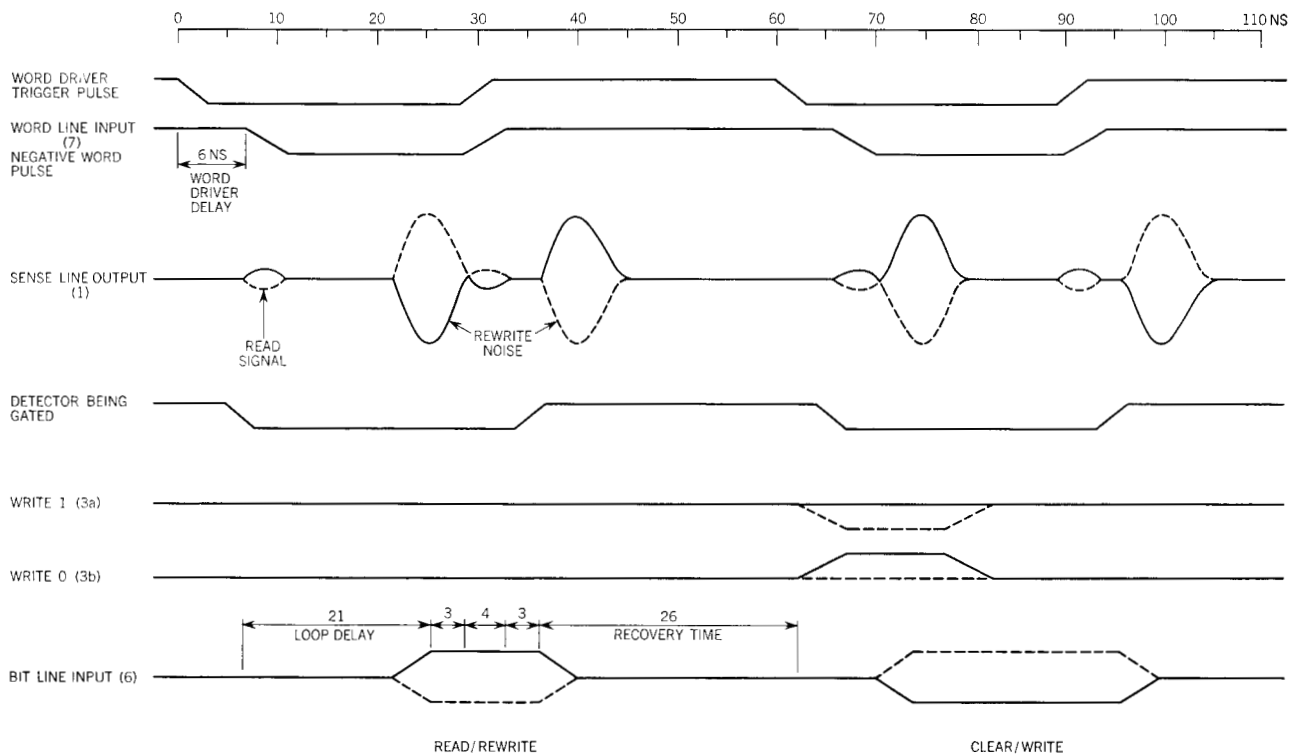 0 10 20 30 40 50 60 70 80 90 100 110 NS
WORD DRIVER
TRIGGER PULSE
WORD LINE INPUT
(7)
NEGATIVE WORD
PULSE
6 NS
WORD
DRIVER
DELAY
SENSE LINE OUTPUT
(1)
READ
SIGNAL
REWRITE
NOISE
DETECTOR BEING
GATED
WRITE I (3a)
WRITE O (3b)
21 3 4 3 26
LOOP DELAY RECOVERY TIME
BIT LINE INPUT (6)
READ/REWRITE CLEAR/WRITE